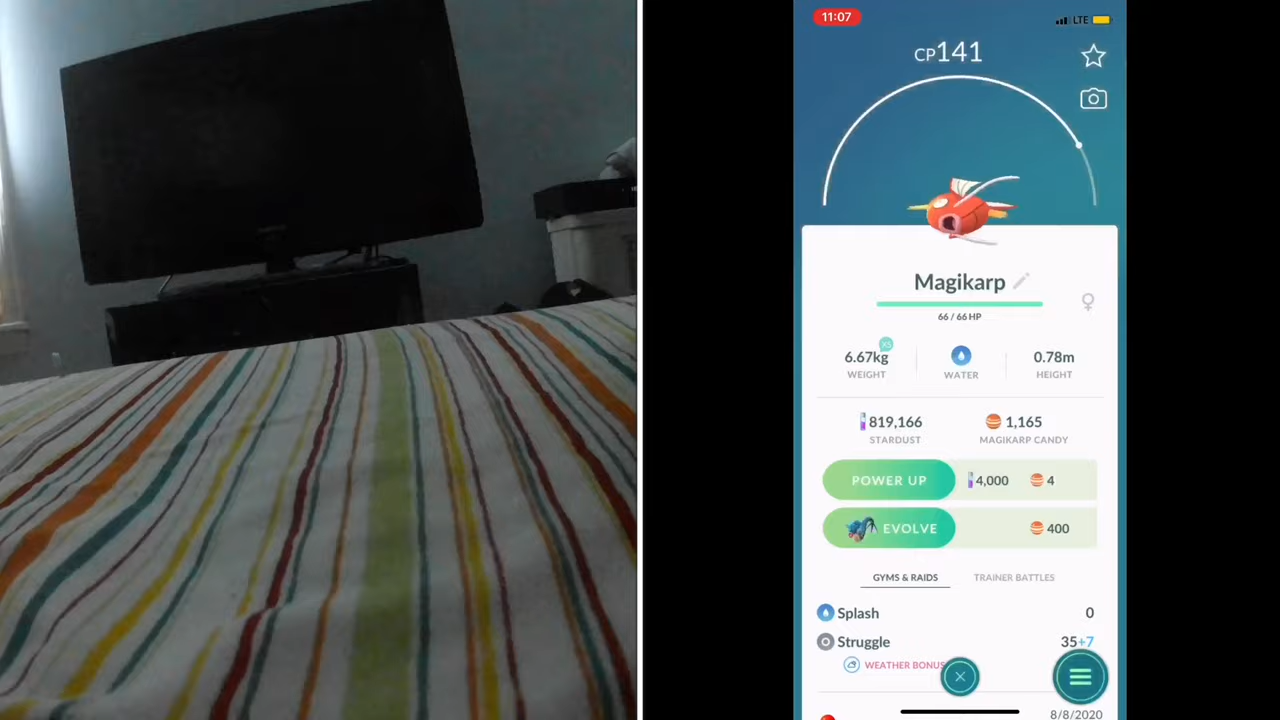 11:07
LTE
CP141
Magikarp
66 / 66 HP
XS
6.67kg
WEIGHT
WATER
0.78m
HEIGHT
819,166
STARDUST
1,165
MAGIKARP CANDY
POWER UP
4,000
4
EVOLVE
400
GYMS & RAIDS
TRAINER BATTLES
Splash
0
Struggle
35+7
WEATHER BONUS
8/8/2020